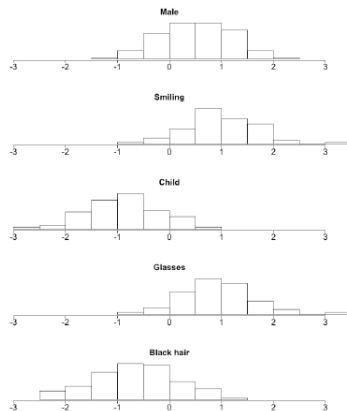 Male
-3 -2 -1 0 1 2 3
Smiling
-3 -2 -1 0 1 2 3
Child
-3 -2 -1 0 1 2 3
Glasses
-3 -2 -1 0 1 2 3
Black hair
-3 -2 -1 0 1 2 3